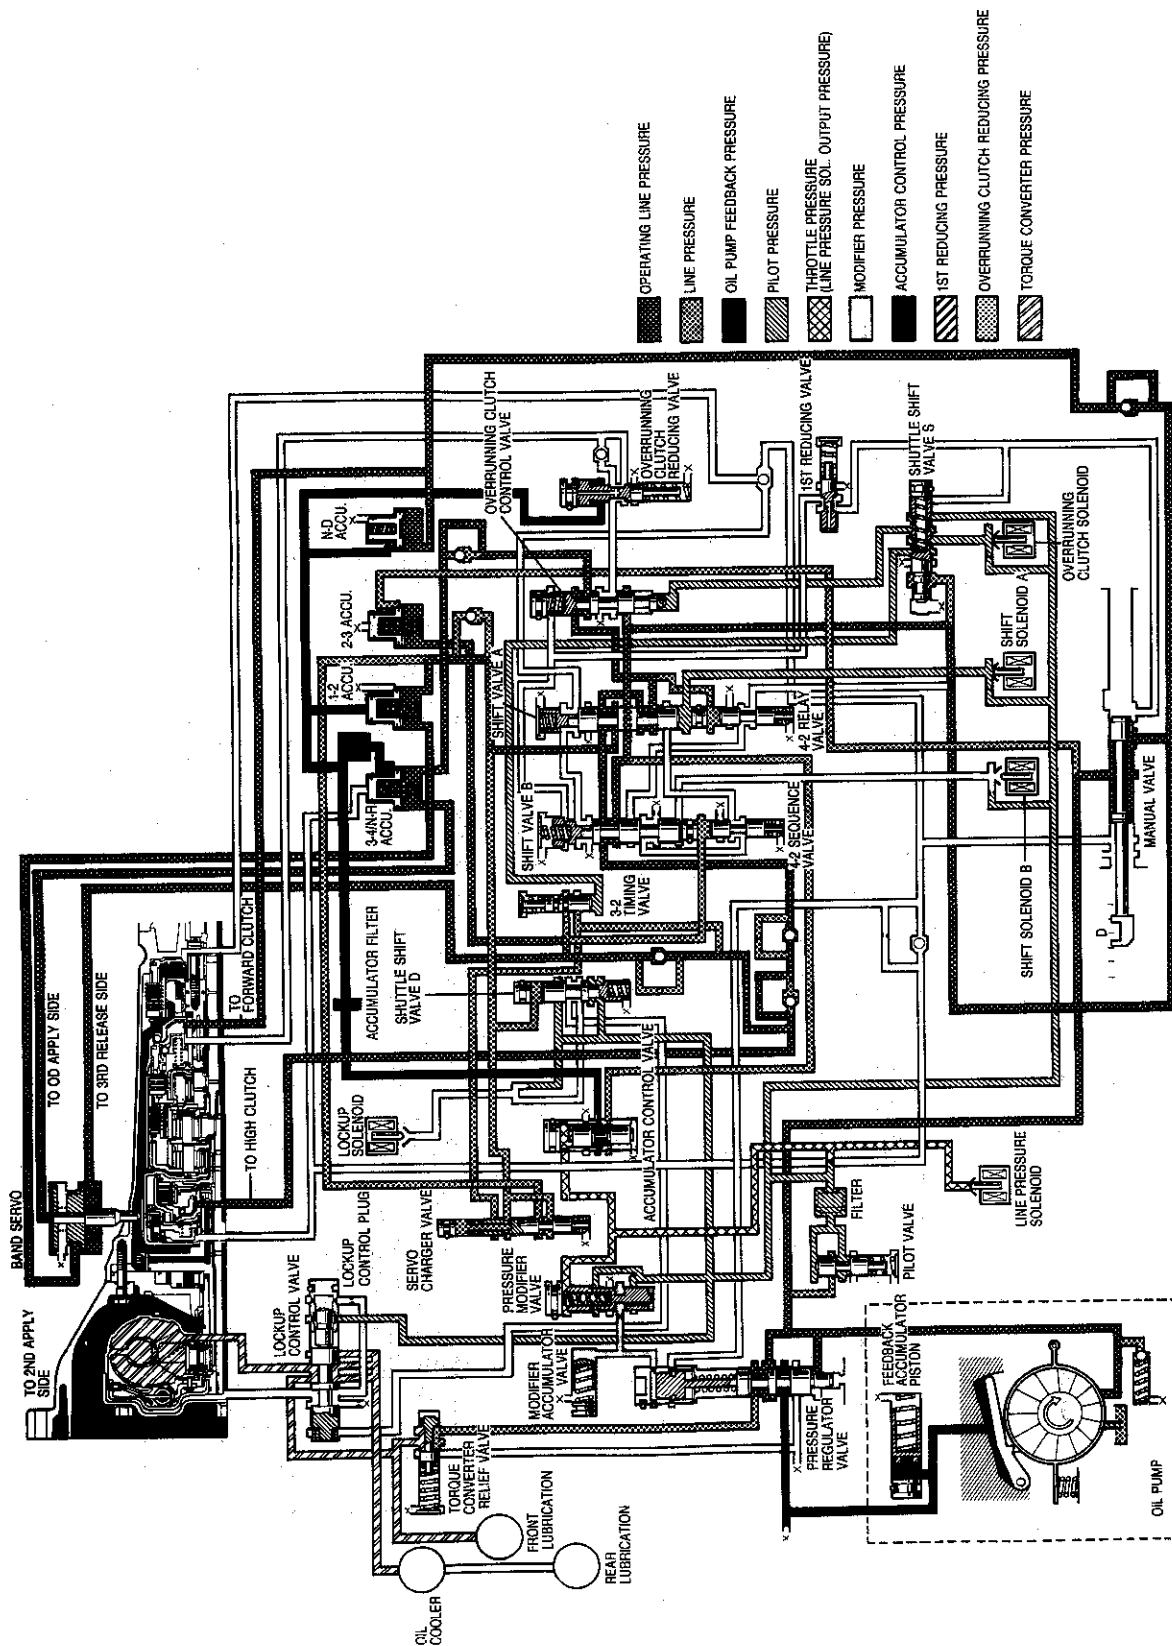 BAND SERVO
TO OD APPLY SIDE
TO 3RD RELEASE SIDE
TO 2ND APPLY
SIDE
TO
FORWARD CLUTCH
TO HIGH CLUTCH
LOCKUP
CONTROL VALVE
LOCKUP
CONTROL PLUG
ACCUMULATOR FILTER
SHUTTLE SHIFT
VALVE D
LOCKUP
SOLENOID
3-4/N-R
ACCU.
1-2
ACCU.
2-3 ACCU.
N-D
ACCU.
OVERRUNNING CLUTCH
CONTROL VALVE
OVERRUNNING
CLUTCH
REDUCING VALVE
SHIFT VALVE A
SHIFT VALVE B
TORQUE
CONVERTER
RELIEF VALVE
OIL
COOLER
FRONT
LUBRICATION
REAR
LUBRICATION
SERVO
CHARGER VALVE
PRESSURE
MODIFIER
VALVE
MODIFIER
ACCUMULATOR
VALVE
PRESSURE
REGULATOR
VALVE
ACCUMULATOR CONTROL VALVE
3-2
TIMING
VALVE
4-2 SEQUENCE
VALVE
4-2 RELAY
VALVE
1ST REDUCING VALVE
SHUTTLE SHIFT
VALVE S
OVERRUNNING
CLUTCH SOLENOID
SHIFT
SOLENOID A
SHIFT SOLENOID B
MANUAL VALVE
D
FILTER
PILOT VALVE
LINE PRESSURE
SOLENOID
FEEDBACK
ACCUMULATOR
PISTON
OIL PUMP
OPERATING LINE PRESSURE
LINE PRESSURE
OIL PUMP FEEDBACK PRESSURE
PILOT PRESSURE
THROTTLE PRESSURE
(LINE PRESSURE SOL. OUTPUT PRESSURE)
MODIFIER PRESSURE
ACCUMULATOR CONTROL PRESSURE
1ST REDUCING PRESSURE
OVERRUNNING CLUTCH REDUCING PRESSURE
TORQUE CONVERTER PRESSURE